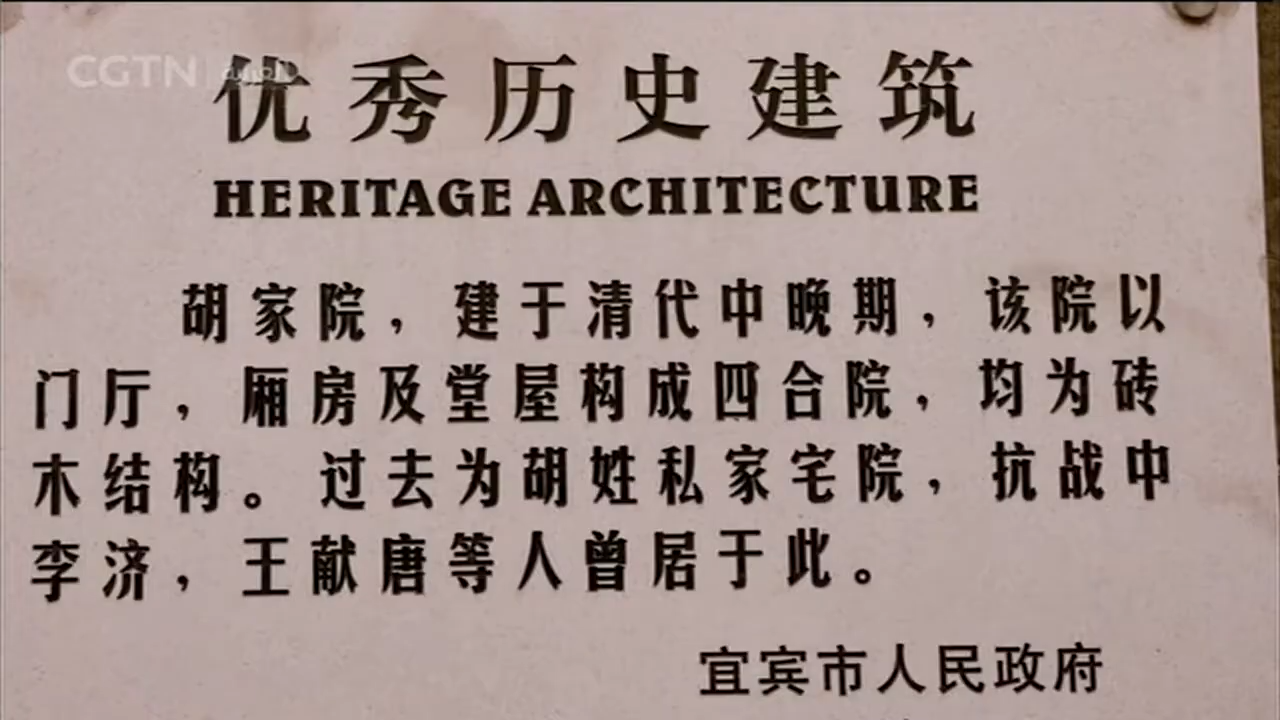 CGTN العربية
优秀历史建筑
HERITAGE ARCHITECTURE
胡家院，建于清代中晚期，该院以
门厅，厢房及堂屋构成四合院，均为砖
木结构。过去为胡姓私家宅院，抗战中
李济，王献唐等人曾居于此。
宜宾市人民政府